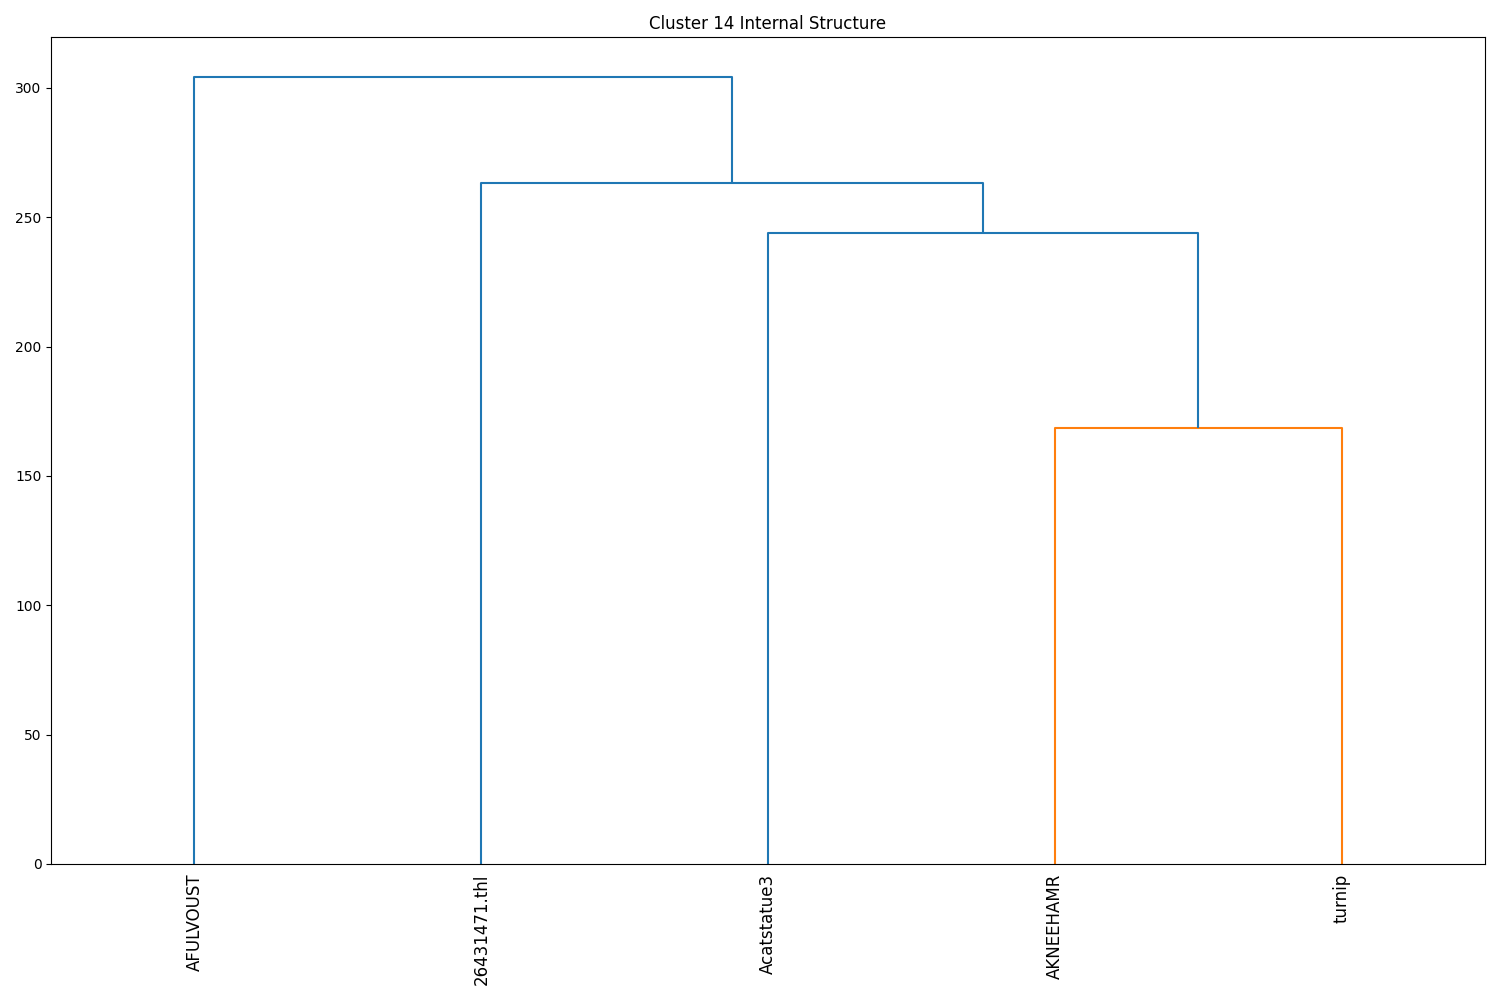 Cluster 14 Internal Structure
300
250
200
150
100
50
0
AFULVOUST
26431471.thl
Acatstatue3
AKNEEHAMR
turnip